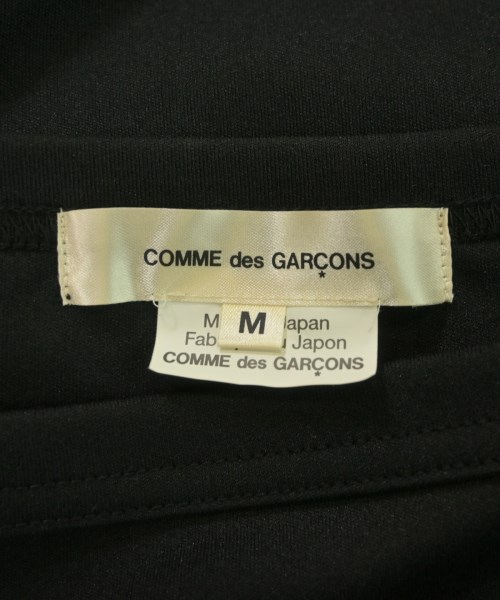 COMME des GARÇONS
M
M Japan
Fab Japon
COMME des GARÇONS